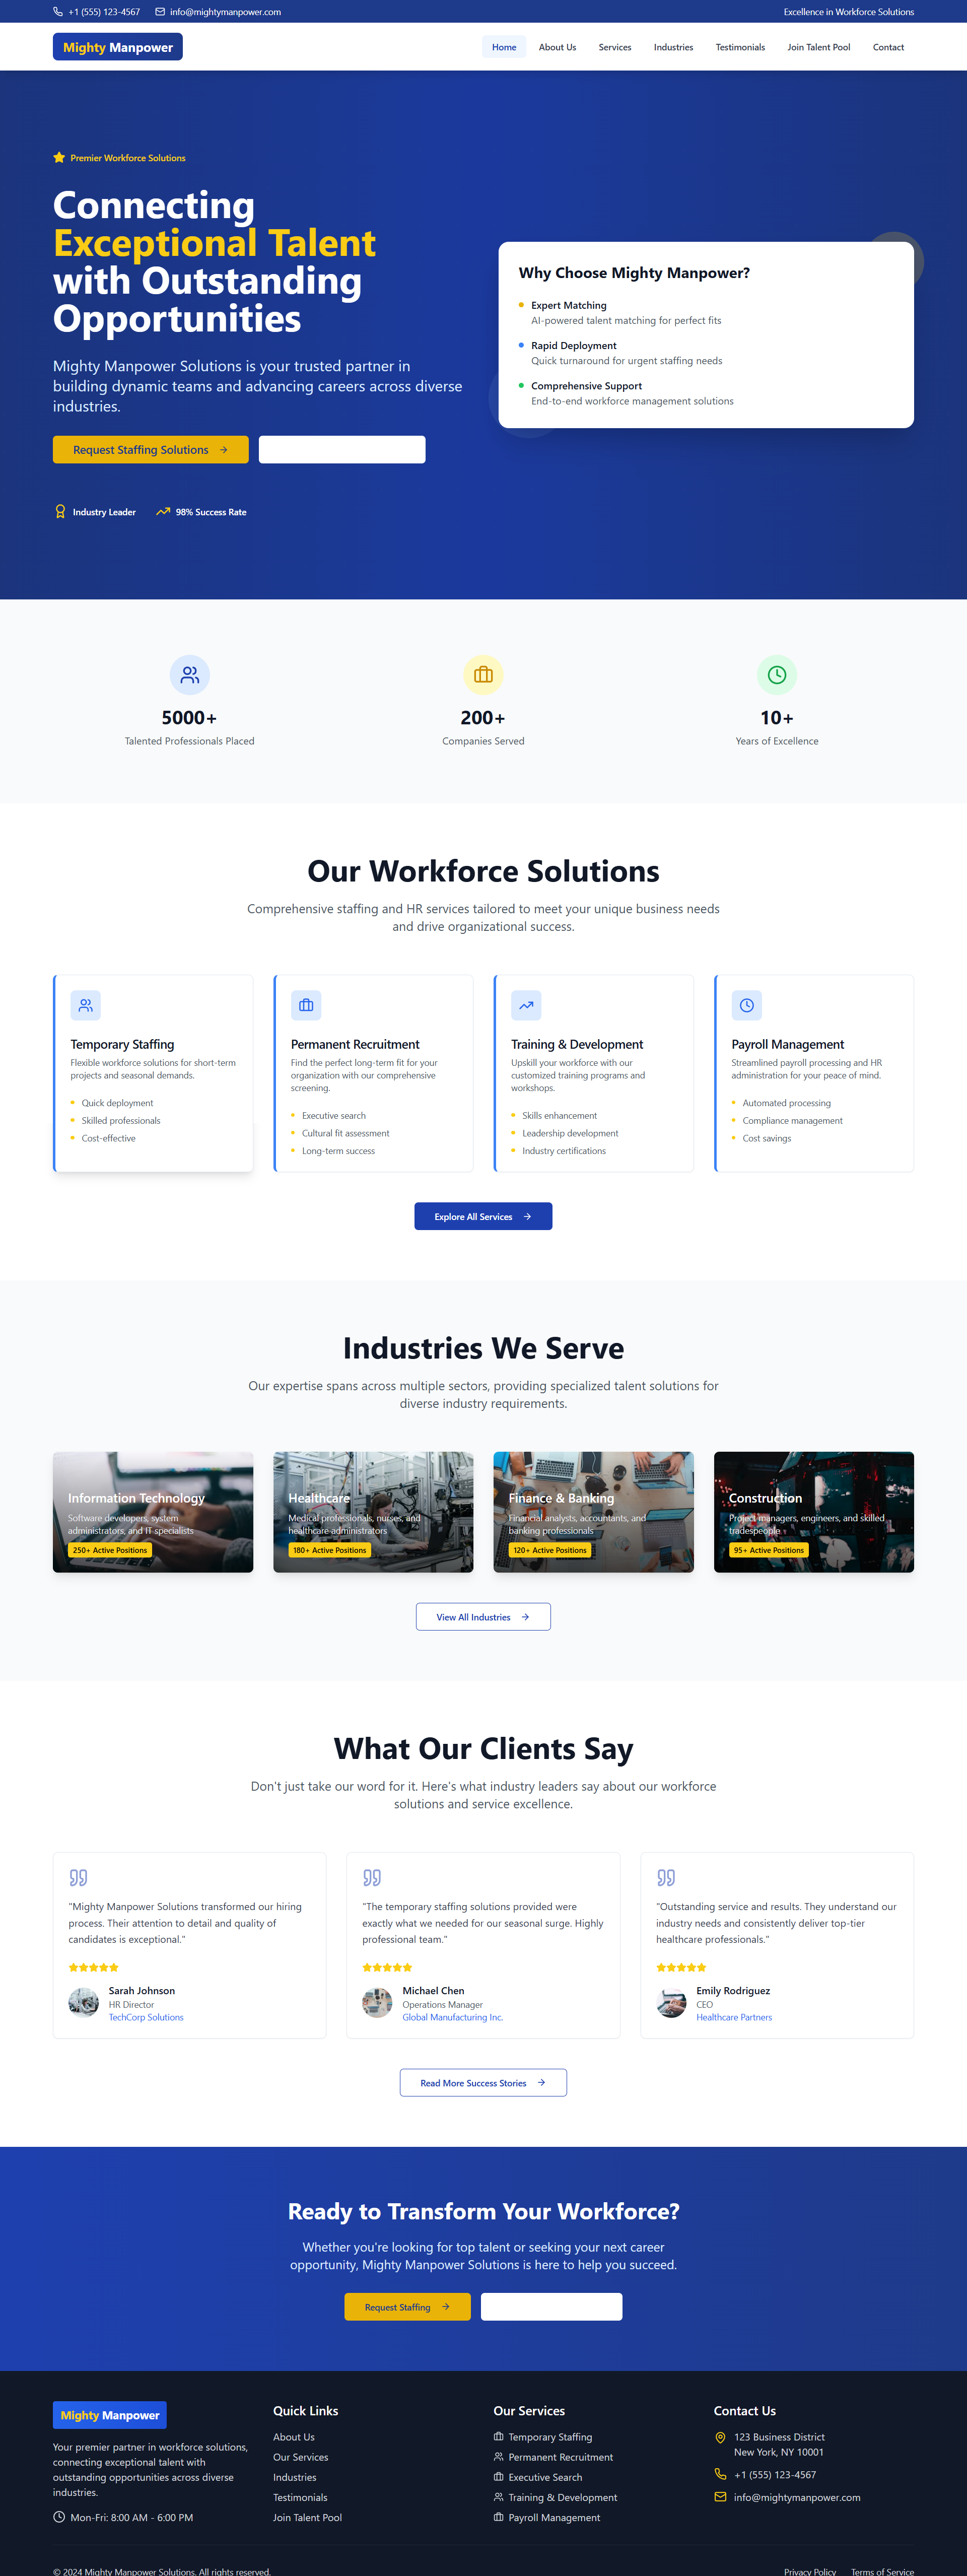 +1 (555) 123-4567
info@mightymanpower.com
Excellence in Workforce Solutions
Mighty Manpower
Home
About Us
Services
Industries
Testimonials
Join Talent Pool
Contact
Premier Workforce Solutions
Connecting
Exceptional Talent
with Outstanding
Opportunities
Mighty Manpower Solutions is your trusted partner in
building dynamic teams and advancing careers across diverse
industries.
Request Staffing Solutions
Industry Leader
98% Success Rate
Why Choose Mighty Manpower?
Expert Matching
AI-powered talent matching for perfect fits
Rapid Deployment
Quick turnaround for urgent staffing needs
Comprehensive Support
End-to-end workforce management solutions
5000+
Talented Professionals Placed
200+
Companies Served
10+
Years of Excellence
Our Workforce Solutions
Comprehensive staffing and HR services tailored to meet your unique business needs
and drive organizational success.
Temporary Staffing
Flexible workforce solutions for short-term
projects and seasonal demands.
Quick deployment
Skilled professionals
Cost-effective
Permanent Recruitment
Find the perfect long-term fit for your
organization with our comprehensive
screening.
Executive search
Cultural fit assessment
Long-term success
Training & Development
Upskill your workforce with our
customized training programs and
workshops.
Skills enhancement
Leadership development
Industry certifications
Payroll Management
Streamlined payroll processing and HR
administration for your peace of mind.
Automated processing
Compliance management
Cost savings
Explore All Services
Industries We Serve
Our expertise spans across multiple sectors, providing specialized talent solutions for
diverse industry requirements.
Information Technology
Software developers, system
administrators, and IT specialists
250+ Active Positions
Healthcare
Medical professionals, nurses, and
healthcare administrators
180+ Active Positions
Finance & Banking
Financial analysts, accountants, and
banking professionals
120+ Active Positions
Construction
Project managers, engineers, and skilled
tradespeople
95+ Active Positions
View All Industries
What Our Clients Say
Don't just take our word for it. Here's what industry leaders say about our workforce
solutions and service excellence.
"Mighty Manpower Solutions transformed our hiring
process. Their attention to detail and quality of
candidates is exceptional."
Sarah Johnson
HR Director
TechCorp Solutions
"The temporary staffing solutions provided were
exactly what we needed for our seasonal surge. Highly
professional team."
Michael Chen
Operations Manager
Global Manufacturing Inc.
"Outstanding service and results. They understand our
industry needs and consistently deliver top-tier
healthcare professionals."
Emily Rodriguez
CEO
Healthcare Partners
Read More Success Stories
Ready to Transform Your Workforce?
Whether you're looking for top talent or seeking your next career
opportunity, Mighty Manpower Solutions is here to help you succeed.
Request Staffing
Mighty Manpower
Your premier partner in workforce solutions,
connecting exceptional talent with
outstanding opportunities across diverse
industries.
Mon-Fri: 8:00 AM - 6:00 PM
Quick Links
About Us
Our Services
Industries
Testimonials
Join Talent Pool
Our Services
Temporary Staffing
Permanent Recruitment
Executive Search
Training & Development
Payroll Management
Contact Us
123 Business District
New York, NY 10001
+1 (555) 123-4567
info@mightymanpower.com
© 2024 Mighty Manpower Solutions. All rights reserved.
Privacy Policy
Terms of Service